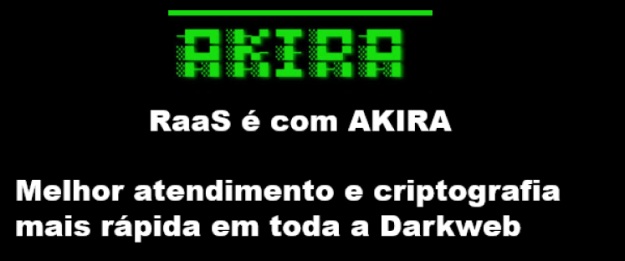 AKIRA
RaaS é com AKIRA
Melhor atendimento e criptografia
mais rápida em toda a Darkweb